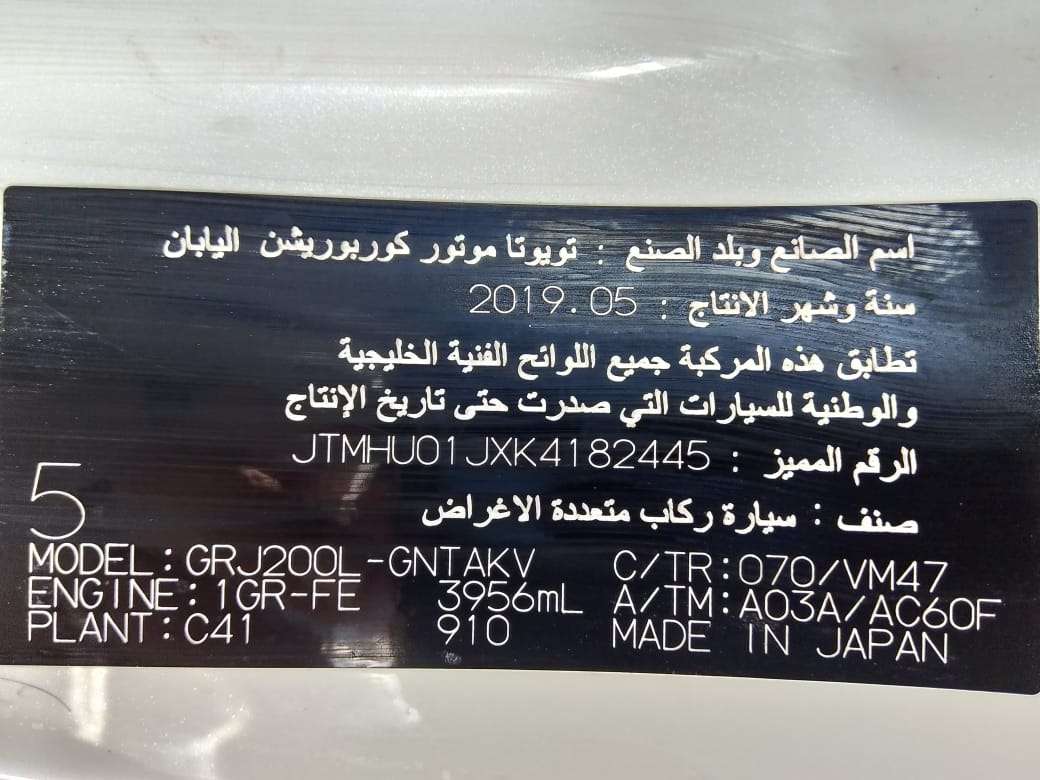 اسم الصانع وبلد الصنع : تويوتا موتور كوربوريشن اليابان
سنة وشهر الانتاج : 2019.05
تطابق هذه المركبة جميع اللوائح الفنية الخليجية
والوطنية للسيارات التي صدرت حتى تاريخ الإنتاج
الرقم المميز : JTMHU01JXK4182445
صنف : سيارة ركاب متعددة الاغراض
5
MODEL:GRJ200L-GNTAKV C/TR:070/VM47
ENGINE:1GR-FE 3956mL A/TM:A03A/AC60F
PLANT:C41 910 MADE IN JAPAN